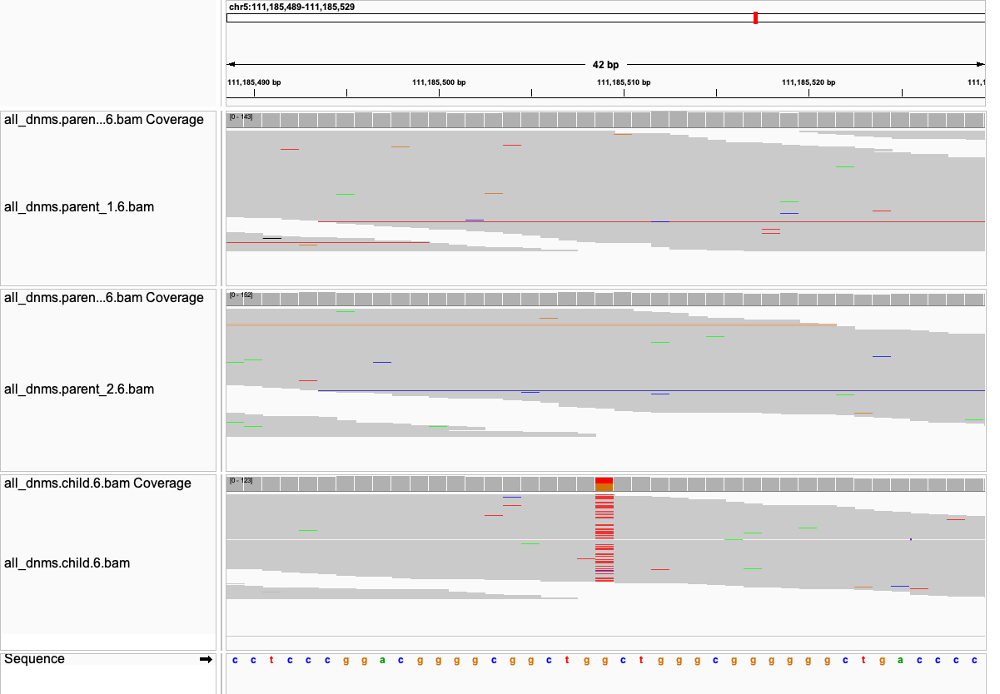 chr5:111,185,489-111,185,529
42 bp
111,185,490 bp 111,185,500 bp 111,185,510 bp 111,185,520 bp 111,1
all_dnms.paren...6.bam Coverage
[0 - 143]
all_dnms.parent_1.6.bam
all_dnms.paren...6.bam Coverage
[0 - 152]
all_dnms.parent_2.6.bam
all_dnms.child.6.bam Coverage
[0 - 123]
all_dnms.child.6.bam
Sequence c c t c c c g g a c g g g g c g g c t g g c t g g g c g g g g g g c t g a c c c c